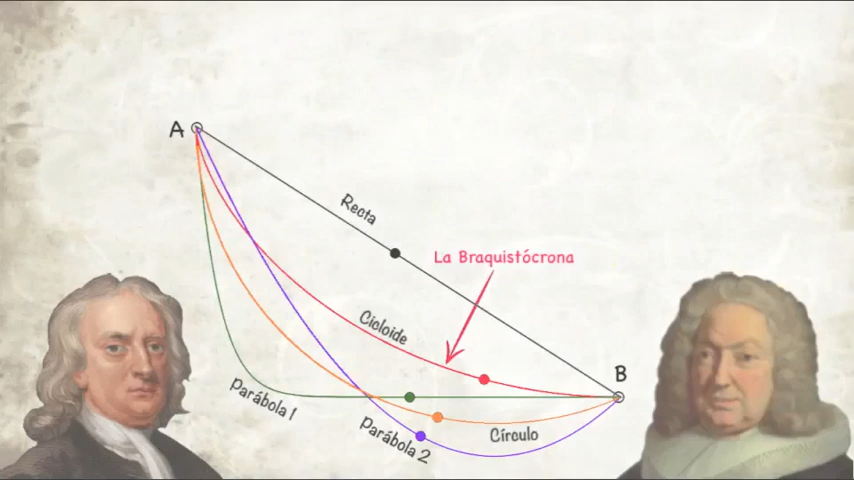 A
Recta
La Braquistócrona
Cicloide
B
Parábola 1
Parábola 2
Círculo